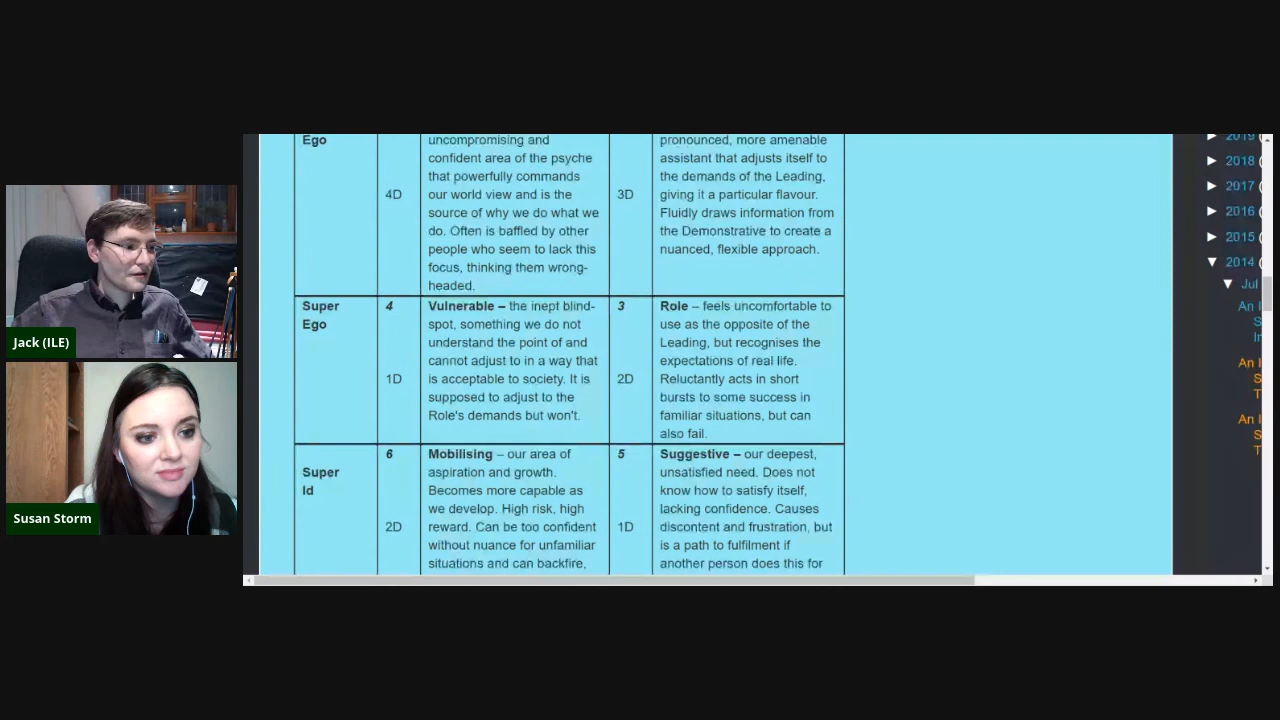 Jack (ILE)
Susan Storm
Ego
4D
uncompromising and
confident area of the psyche
that powerfully commands
our world view and is the
source of why we do what we
do. Often is baffled by other
people who seem to lack this
focus, thinking them wrong-
headed.
3D
pronounced, more amenable
assistant that adjusts itself to
the demands of the Leading,
giving it a particular flavour.
Fluidly draws information from
the Demonstrative to create a
nuanced, flexible approach.
Super
Ego
4
1D
Vulnerable – the inept blind-
spot, something we do not
understand the point of and
cannot adjust to in a way that
is acceptable to society. It is
supposed to adjust to the
Role's demands but won't.
3
2D
Role – feels uncomfortable to
use as the opposite of the
Leading, but recognises the
expectations of real life.
Reluctantly acts in short
bursts to some success in
familiar situations, but can
also fail.
Super
Id
6
2D
Mobilising – our area of
aspiration and growth.
Becomes more capable as
we develop. High risk, high
reward. Can be too confident
without nuance for unfamiliar
situations and can backfire,
5
1D
Suggestive – our deepest,
unsatisfied need. Does not
know how to satisfy itself,
lacking confidence. Causes
discontent and frustration, but
is a path to fulfilment if
another person does this for
► 2019 (
► 2018 (
► 2017 (
► 2016 (
► 2015 (
▼ 2014 (
▼ Jul
An I
S
In
An I
S
T
An I
S
T